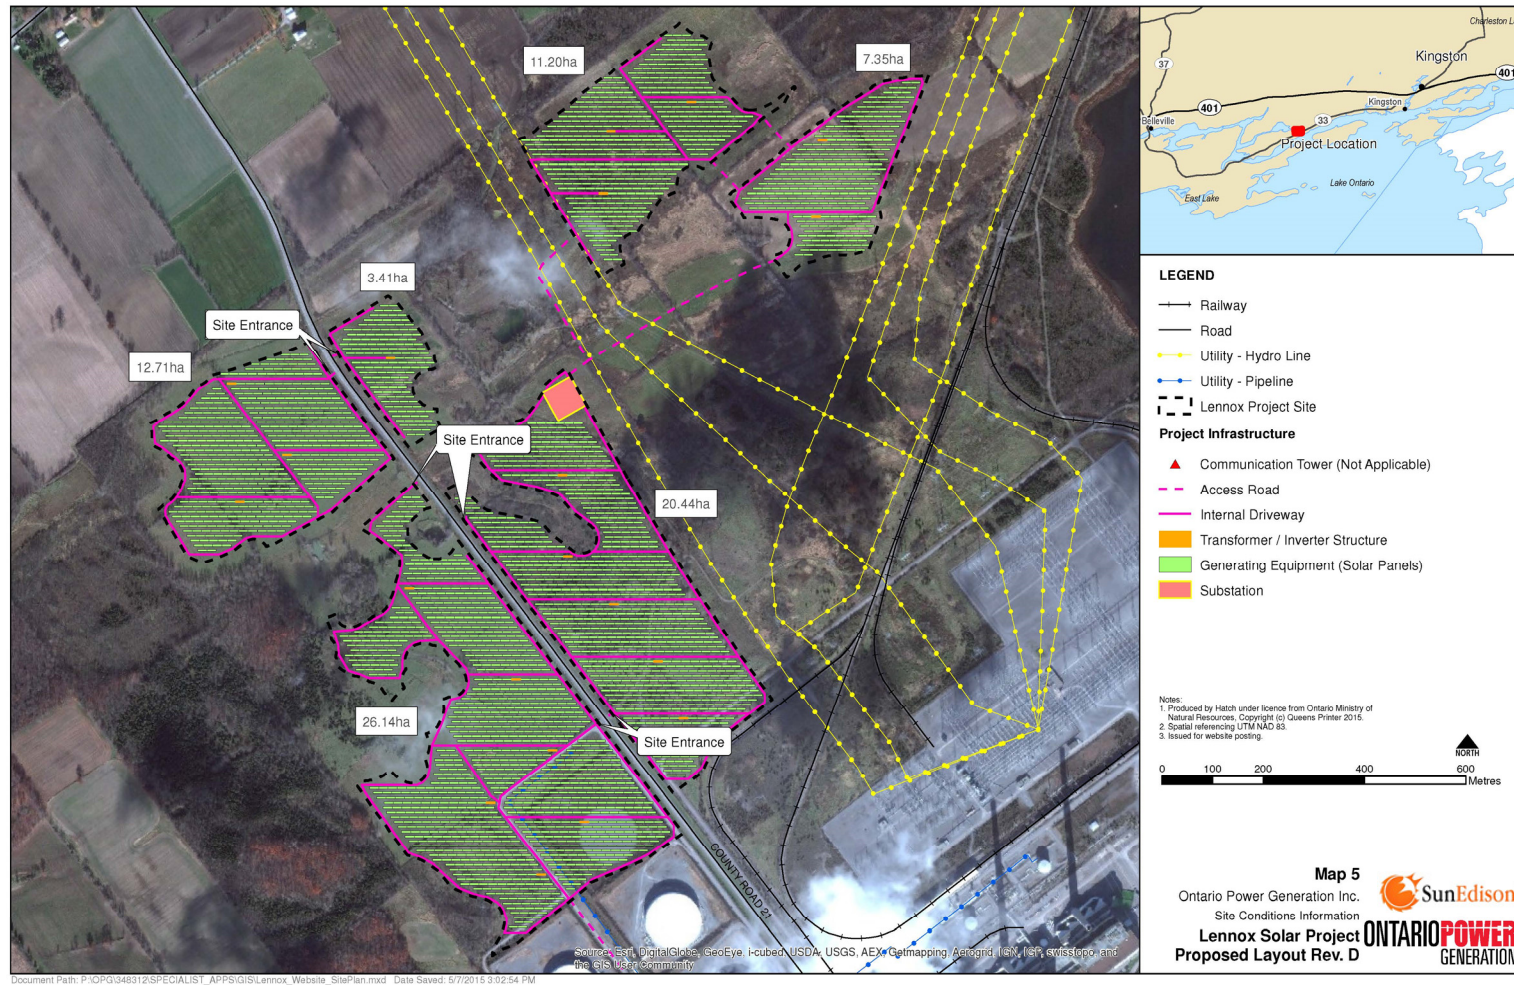 11.20ha
7.35ha
3.41ha
Site Entrance
12.71ha
Site Entrance
20.44ha
26.14ha
Site Entrance
COUNTY ROAD 21
Source: Esri, DigitalGlobe, GeoEye, i-cubed, USDA, USGS, AEX, Getmapping, Aerogrid, IGN, IGP, swisstopo, and
the GIS User Community
Charleston L
Kingston
37
401
401
Kingston
Belleville
33
Project Location
Lake Ontario
East Lake
LEGEND
Railway
Road
Utility - Hydro Line
Utility - Pipeline
Lennox Project Site
Project Infrastructure
Communication Tower (Not Applicable)
Access Road
Internal Driveway
Transformer / Inverter Structure
Generating Equipment (Solar Panels)
Substation
Notes:
1. Produced by Hatch under licence from Ontario Ministry of
Natural Resources, Copyright (c) Queens Printer 2015.
2. Spatial referencing UTM NAD 83.
3. Issued for website posting.
NORTH
0 100 200 400 600
Metres
Map 5
Ontario Power Generation Inc.
Site Conditions Information
Lennox Solar Project
Proposed Layout Rev. D
SunEdison
ONTARIOPOWER
GENERATION
Document Path: P:\OPG\348312\SPECIALIST_APPS\GIS\Lennox_Website_SitePlan.mxd Date Saved: 5/7/2015 3:02:54 PM